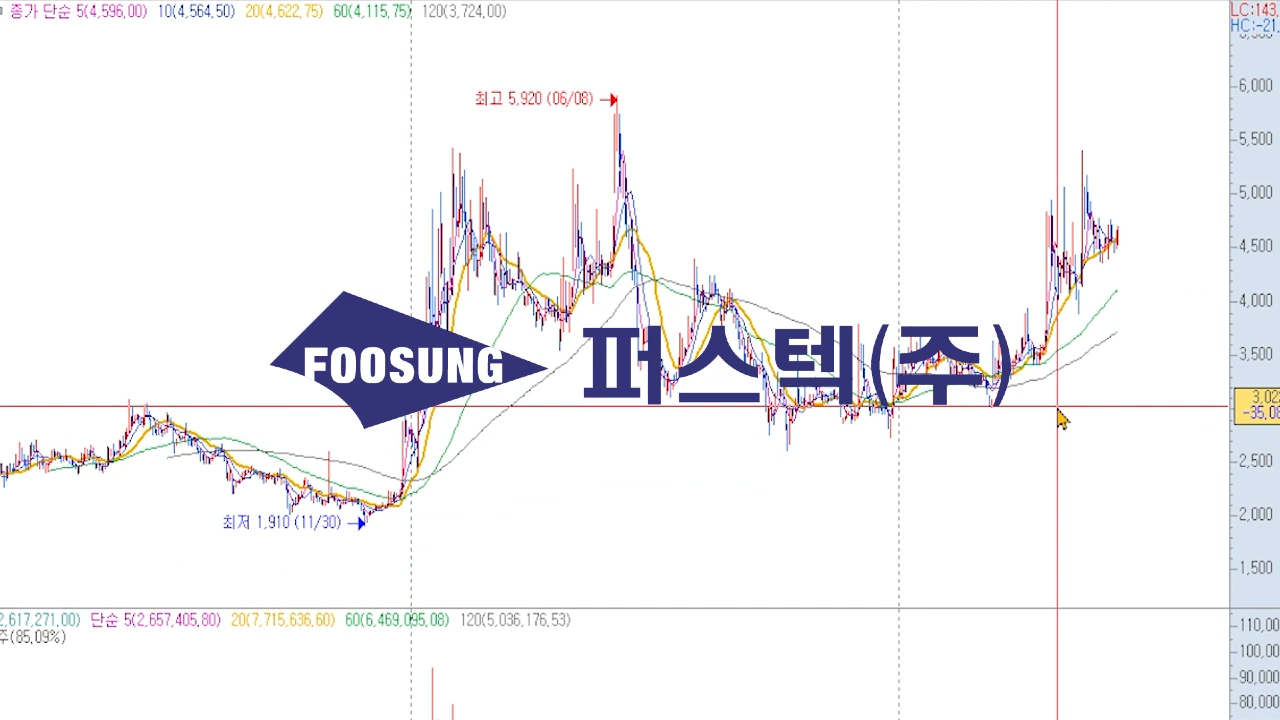 종가 단순 5(4,596,00) 10(4,564,50) 20(4,622,75) 60(4,115,75) 120(3,724,00)
LC:143,
HC:-21,
최고 5,920 (06/08)
6,000
5,500
5,000
4,500
4,000
FOOSUNG 퍼스텍(주)
3,500
3,02
-35,08
2,500
최저 1,910 (11/30)
2,000
1,500
2,617,271,00) 단순 5(2,657,405,80) 20(7,715,636,60) 60(6,469,095,08) 120(5,036,176,53)
주(85,09%)
110,00
100,00
90,000
80,000